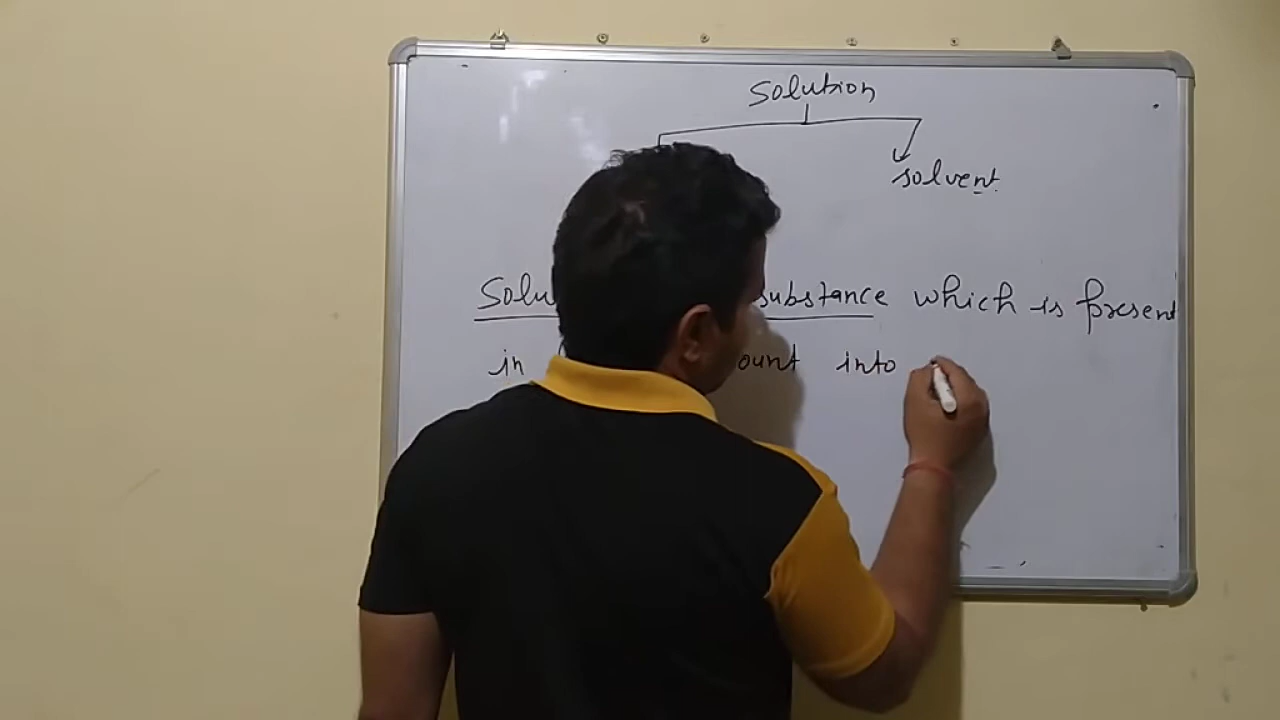 Solution
solvent.
Solu substance which is present
in ount into